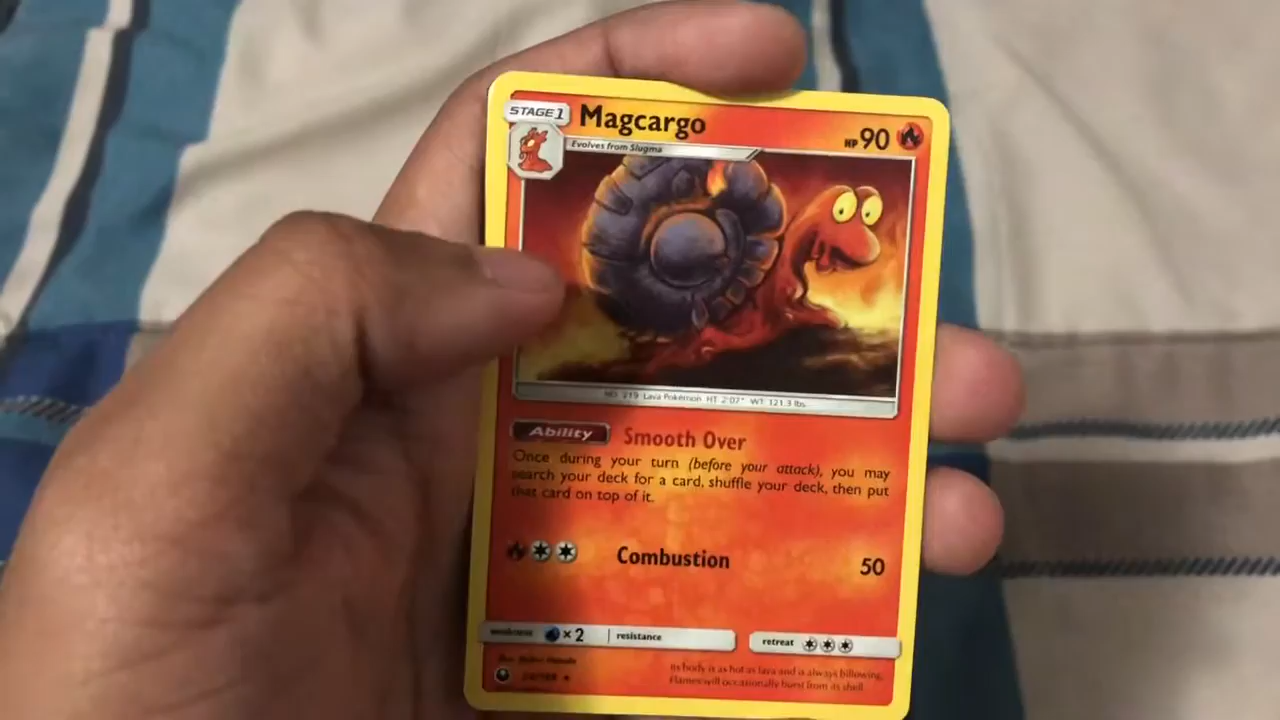 STAGE 1
Magcargo
HP 90
Evolves from Slugma
NO. 219 Lava Pokémon HT 2'07" WT 121.3 lbs.
Ability Smooth Over
Once during your turn (before your attack), you may
search your deck for a card, shuffle your deck, then put
that card on top of it.
Combustion 50
weakness ×2 resistance retreat
Its body is as hot as lava and is always billowing.
Flames will occasionally burst from its shell.